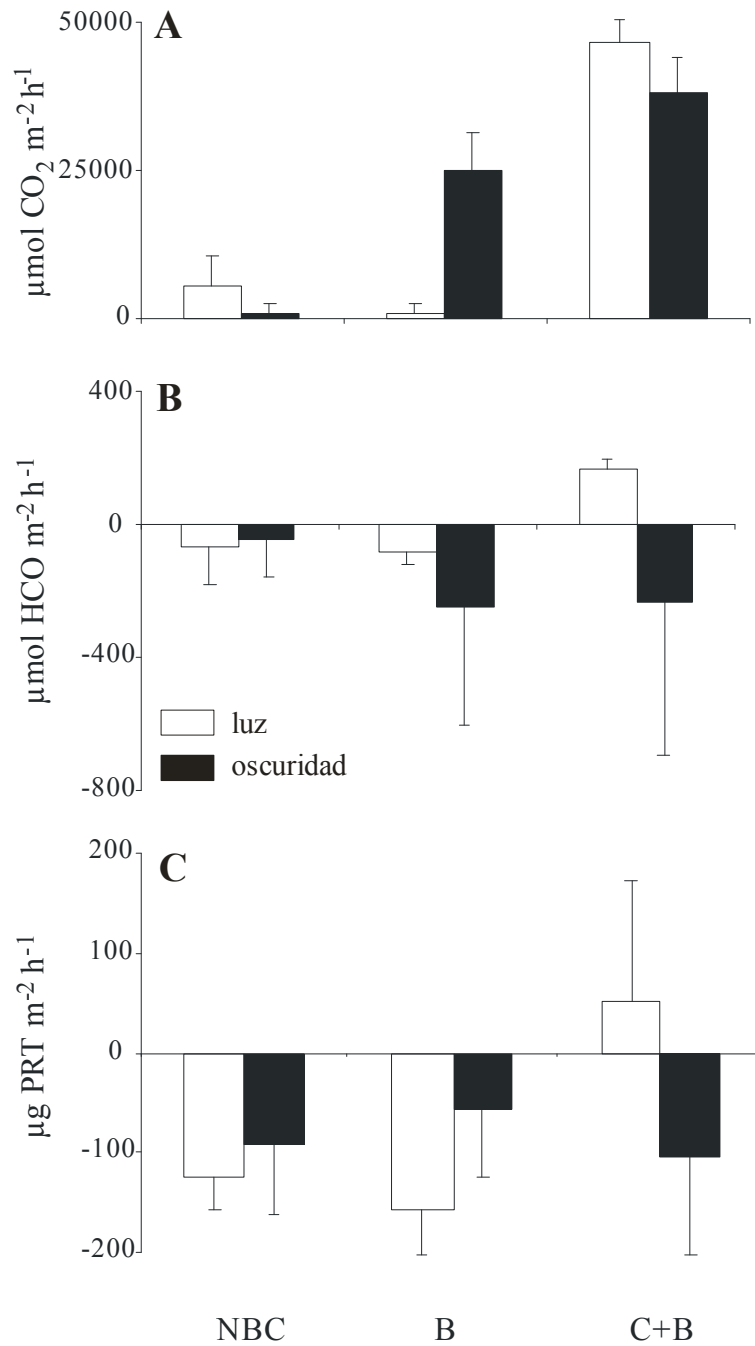 A
50000
25000
0
µmol CO2 m-2 h-1
B
400
0
-400
-800
µmol HCO m-2 h-1
luz
oscuridad
C
200
100
0
-100
-200
µg PRT m-2 h-1
NBC B C+B